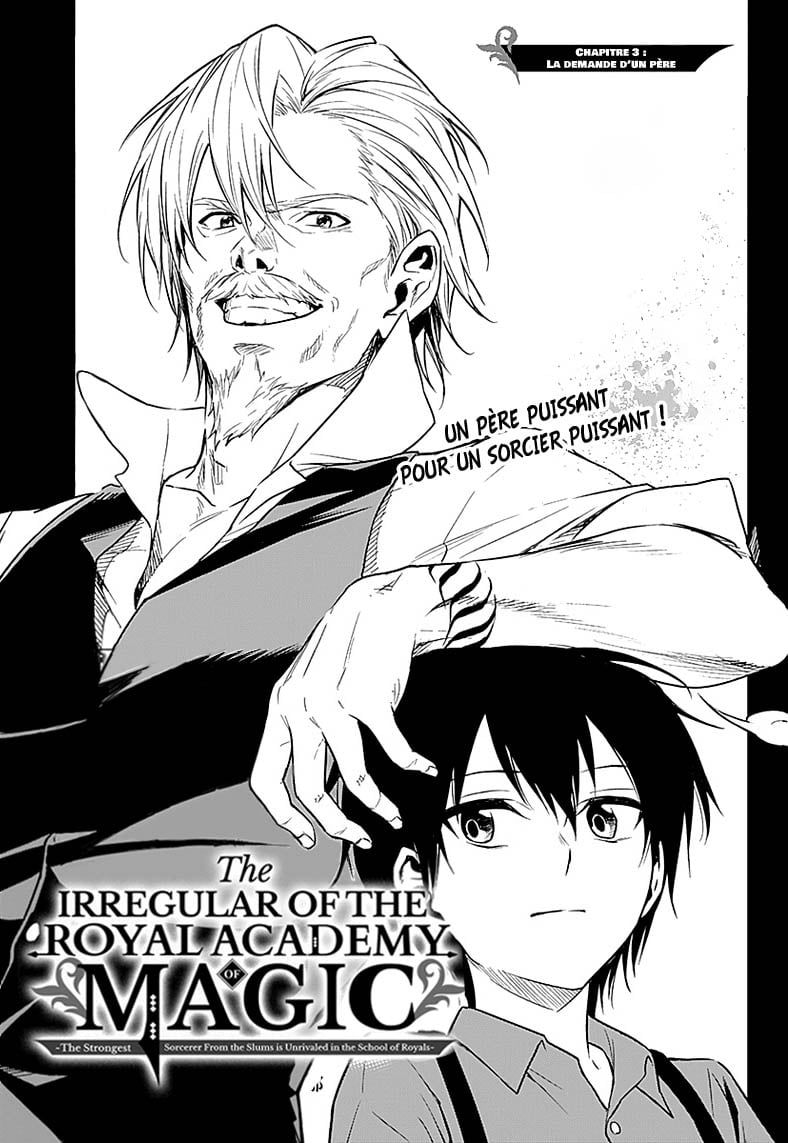 CHAPITRE 3 :
LA DEMANDE D'UN PÈRE
UN PÈRE PUISSANT
POUR UN SORCIER PUISSANT !
The
IRREGULAR OF THE
ROYAL ACADEMY
OF
MAGIC
~The Strongest Sorcerer From the Slums is Unrivaled in the School of Royals~